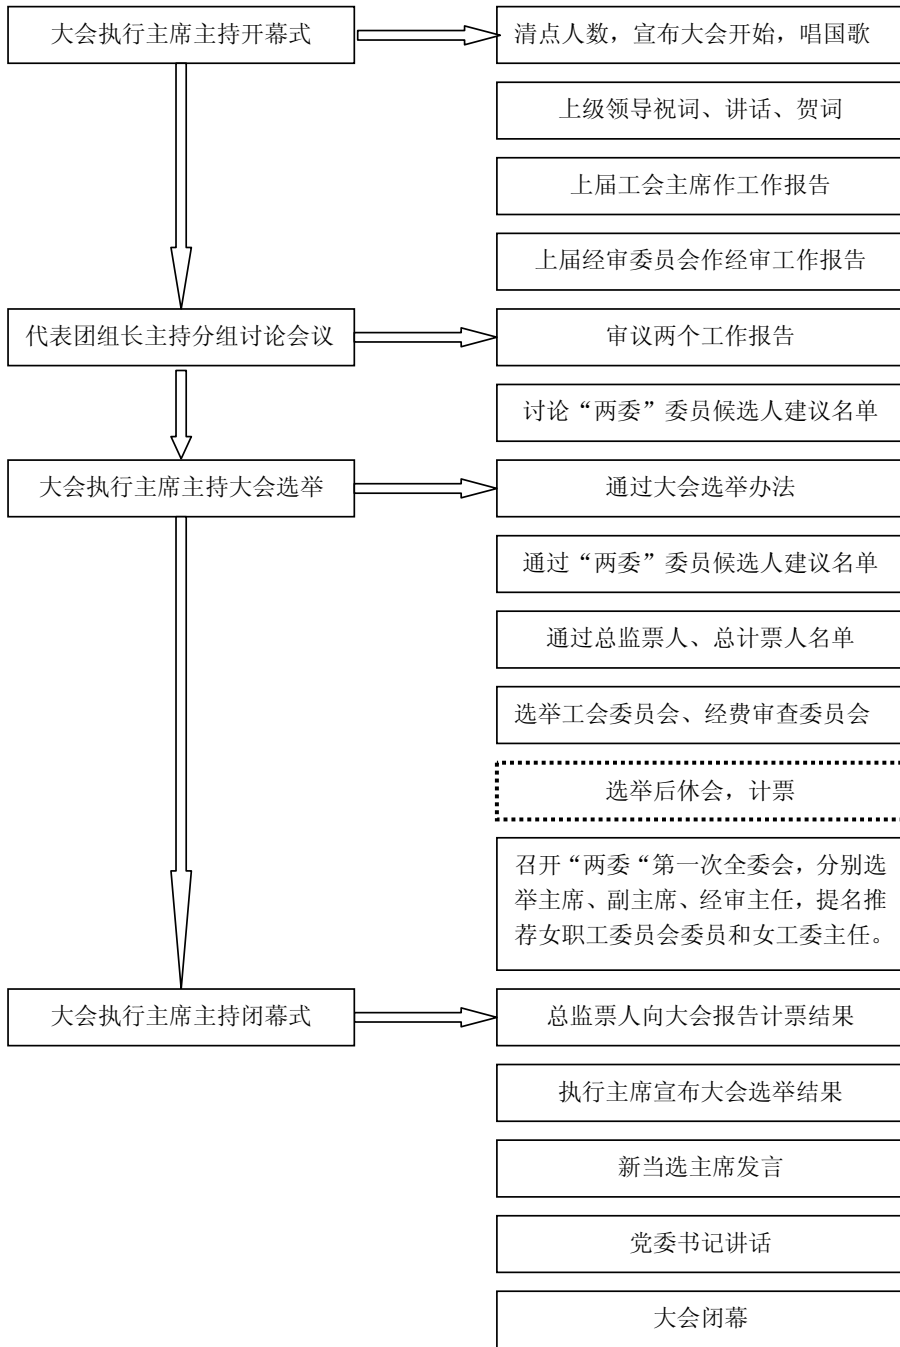 大会执行主席主持开幕式
清点人数，宣布大会开始，唱国歌
上级领导祝词、讲话、贺词
上届工会主席作工作报告
上届经审委员会作经审工作报告
代表团组长主持分组讨论会议
审议两个工作报告
讨论“两委”委员候选人建议名单
大会执行主席主持大会选举
通过大会选举办法
通过“两委”委员候选人建议名单
通过总监票人、总计票人名单
选举工会委员会、经费审查委员会
选举后休会，计票
召开“两委“第一次全委会，分别选
举主席、副主席、经审主任，提名推
荐女职工委员会委员和女工委主任。
大会执行主席主持闭幕式
总监票人向大会报告计票结果
执行主席宣布大会选举结果
新当选主席发言
党委书记讲话
大会闭幕